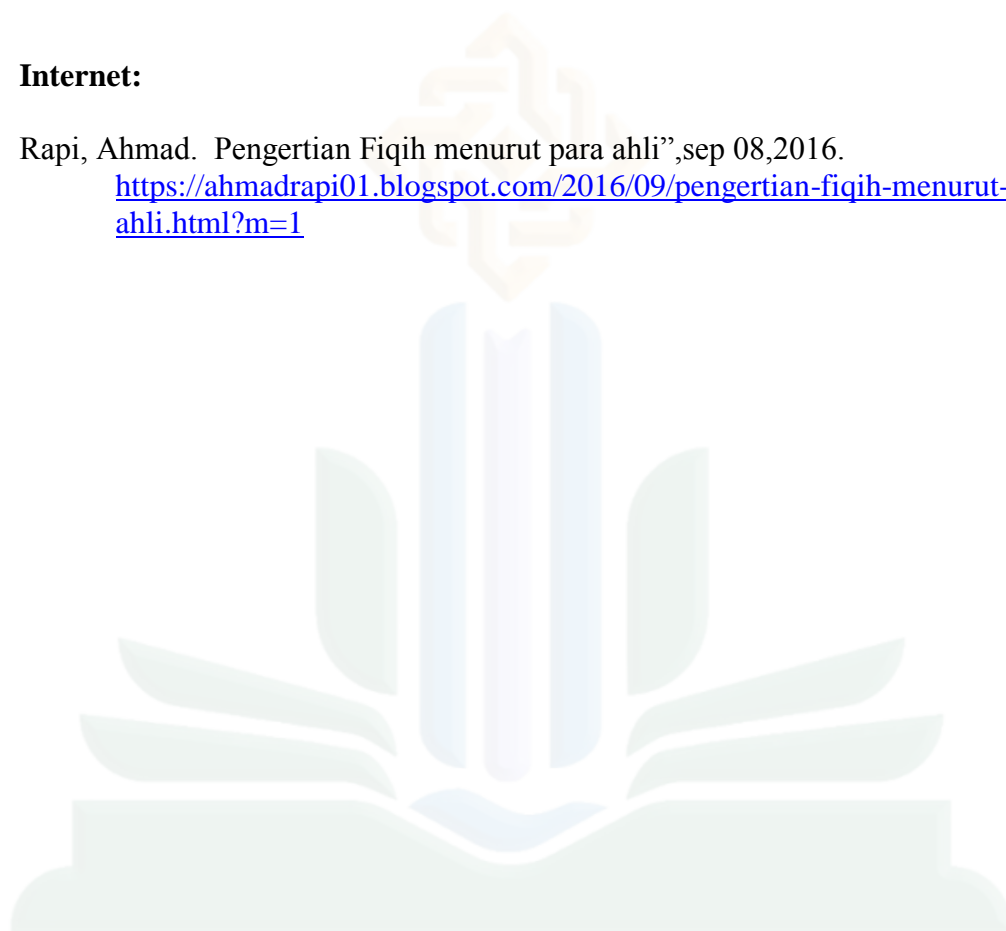 Internet:
Rapi, Ahmad.  Pengertian Fiqih menurut para ahli”,sep 08,2016.
https://ahmadrapi01.blogspot.com/2016/09/pengertian-fiqih-menurut-
ahli.html?m=1